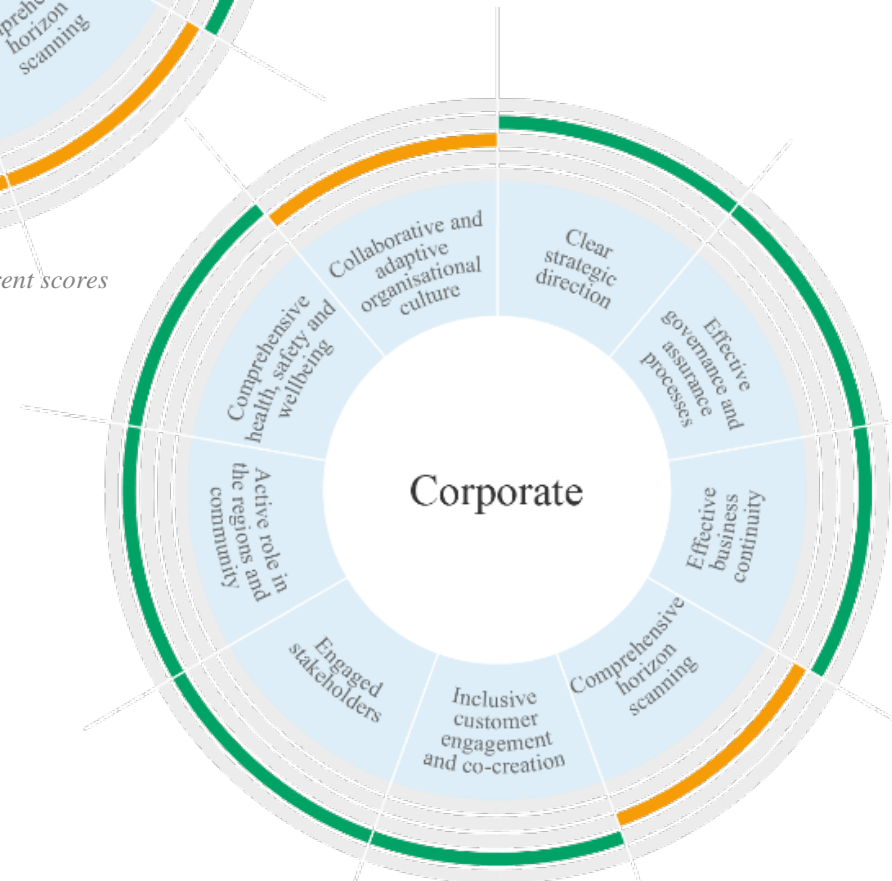 horizon
scanning
scores
Collaborative and
adaptive
organisational
culture
Clear
strategic
direction
Effective
governance and
assurance
processes
Effective
business
continuity
Comprehensive
horizon
scanning
Inclusive
customer
engagement
and co-creation
Engaged
stakeholders
Active role in
the regions and
community
Comprehensive
health, safety and
wellbeing
Corporate